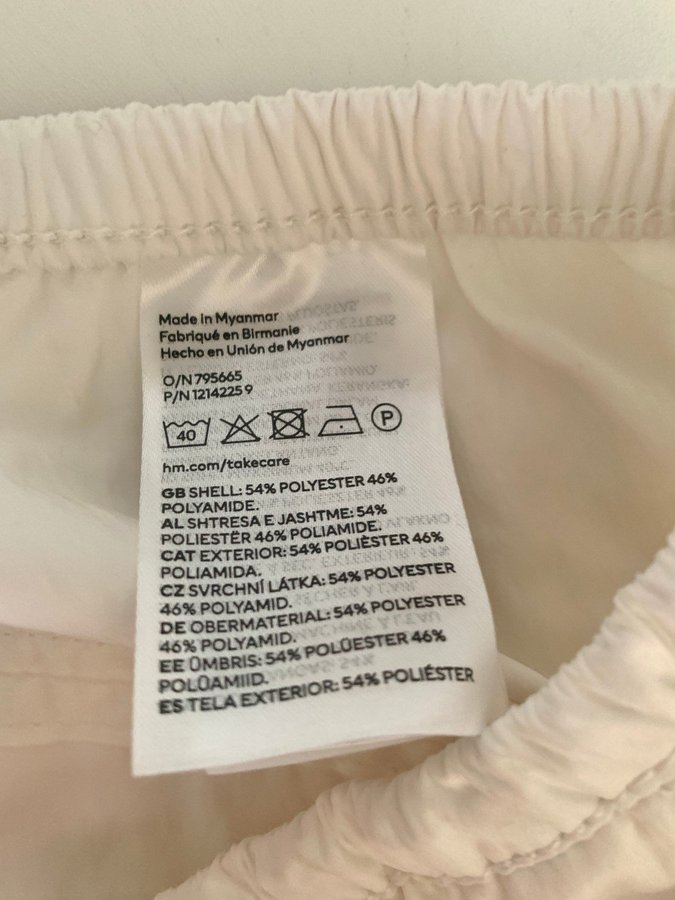 Made in Myanmar
Fabriqué en Birmanie
Hecho en Unión de Myanmar
O/N 795665
P/N 12142259
40 P
hm.com/takecare
GB SHELL: 54% POLYESTER 46%
POLYAMIDE.
AL SHTRESA E JASHTME: 54%
POLIESTËR 46% POLIAMIDE.
CAT EXTERIOR: 54% POLIÈSTER 46%
POLIAMIDA.
CZ SVRCHNÍ LÁTKA: 54% POLYESTER
46% POLYAMID.
DE OBERMATERIAL: 54% POLYESTER
46% POLYAMID.
EE ÜMBRIS: 54% POLÜESTER 46%
POLÜAMIID.
ES TELA EXTERIOR: 54% POLIÉSTER